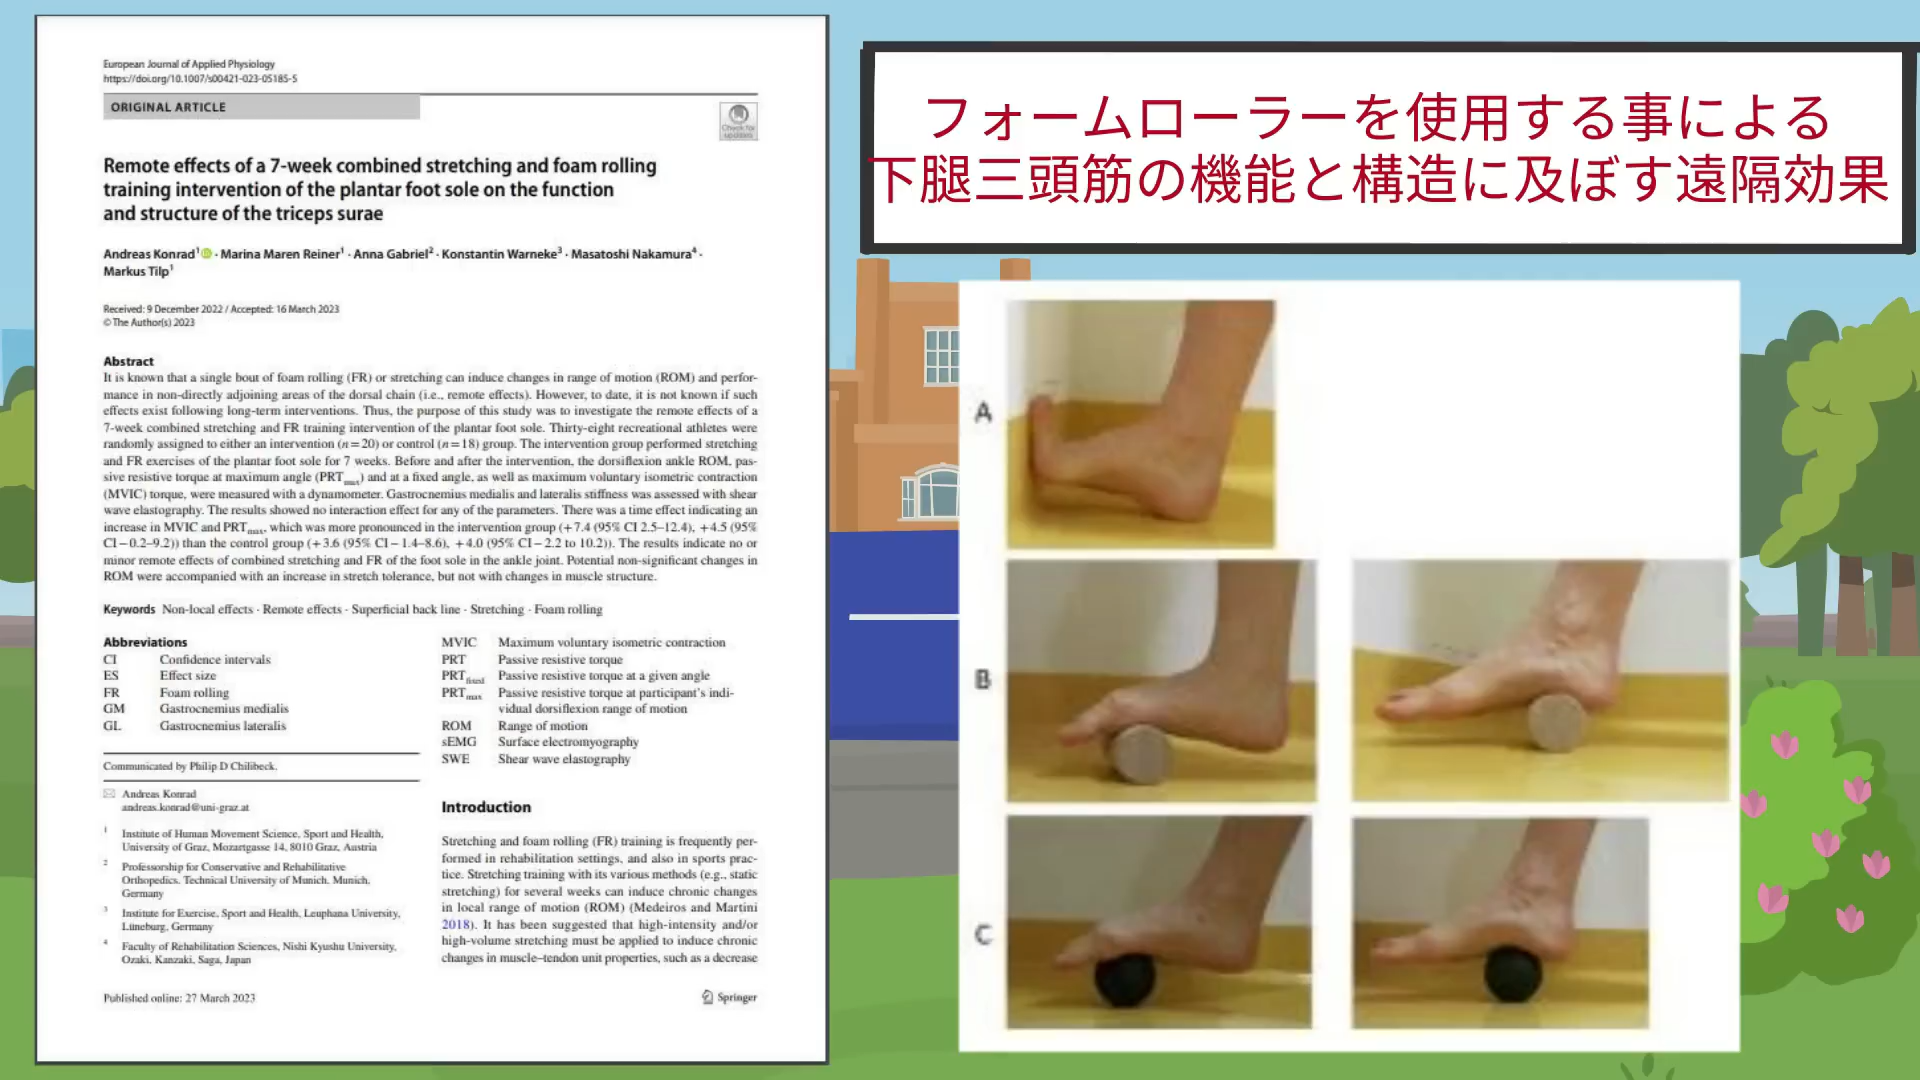 European Journal of Applied Physiology
https://doi.org/10.1007/s00421-023-05185-5
ORIGINAL ARTICLE
Check for
updates
Remote effects of a 7-week combined stretching and foam rolling
training intervention of the plantar foot sole on the function
and structure of the triceps surae
Andreas Konrad1 · Marina Maren Reiner1 · Anna Gabriel2 · Konstantin Warneke3 · Masatoshi Nakamura4 ·
Markus Tilp1
Received: 9 December 2022 / Accepted: 16 March 2023
© The Author(s) 2023
Abstract
It is known that a single bout of foam rolling (FR) or stretching can induce changes in range of motion (ROM) and perfor-
mance in non-directly adjoining areas of the dorsal chain (i.e., remote effects). However, to date, it is not known if such
effects exist following long-term interventions. Thus, the purpose of this study was to investigate the remote effects of a
7-week combined stretching and FR training intervention of the plantar foot sole. Thirty-eight recreational athletes were
randomly assigned to either an intervention (n=20) or control (n=18) group. The intervention group performed stretching
and FR exercises of the plantar foot sole for 7 weeks. Before and after the intervention, the dorsiflexion ankle ROM, pas-
sive resistive torque at maximum angle (PRTmax) and at a fixed angle, as well as maximum voluntary isometric contraction
(MVIC) torque, were measured with a dynamometer. Gastrocnemius medialis and lateralis stiffness was assessed with shear
wave elastography. The results showed no interaction effect for any of the parameters. There was a time effect indicating an
increase in MVIC and PRTmax, which was more pronounced in the intervention group (+7.4 (95% CI 2.5–12.4), +4.5 (95%
CI−0.2–9.2)) than the control group (+3.6 (95% CI−1.4–8.6), +4.0 (95% CI−2.2 to 10.2)). The results indicate no or
minor remote effects of combined stretching and FR of the foot sole in the ankle joint. Potential non-significant changes in
ROM were accompanied with an increase in stretch tolerance, but not with changes in muscle structure.
Keywords Non-local effects · Remote effects · Superficial back line · Stretching · Foam rolling
Abbreviations
CI Confidence intervals
ES Effect size
FR Foam rolling
GM Gastrocnemius medialis
GL Gastrocnemius lateralis
Communicated by Philip D Chilibeck.
Andreas Konrad
andreas.konrad@uni-graz.at
1 Institute of Human Movement Science, Sport and Health,
University of Graz, Mozartgasse 14, 8010 Graz, Austria
2 Professorship for Conservative and Rehabilitative
Orthopedics, Technical University of Munich, Munich,
Germany
3 Institute for Exercise, Sport and Health, Leuphana University,
Lüneburg, Germany
4 Faculty of Rehabilitation Sciences, Nishi Kyushu University,
Ozaki, Kanzaki, Saga, Japan
MVIC Maximum voluntary isometric contraction
PRT Passive resistive torque
PRTfixed Passive resistive torque at a given angle
PRTmax Passive resistive torque at participant's indi-
vidual dorsiflexion range of motion
ROM Range of motion
sEMG Surface electromyography
SWE Shear wave elastography
Introduction
Stretching and foam rolling (FR) training is frequently per-
formed in rehabilitation settings, and also in sports prac-
tice. Stretching training with its various methods (e.g., static
stretching) for several weeks can induce chronic changes
in local range of motion (ROM) (Medeiros and Martini
2018). It has been suggested that high-intensity and/or
high-volume stretching must be applied to induce chronic
changes in muscle–tendon unit properties, such as a decrease
Published online: 27 March 2023
Springer
フォームローラーを使用する事による
下腿三頭筋の機能と構造に及ぼす遠隔効果
A
B
C